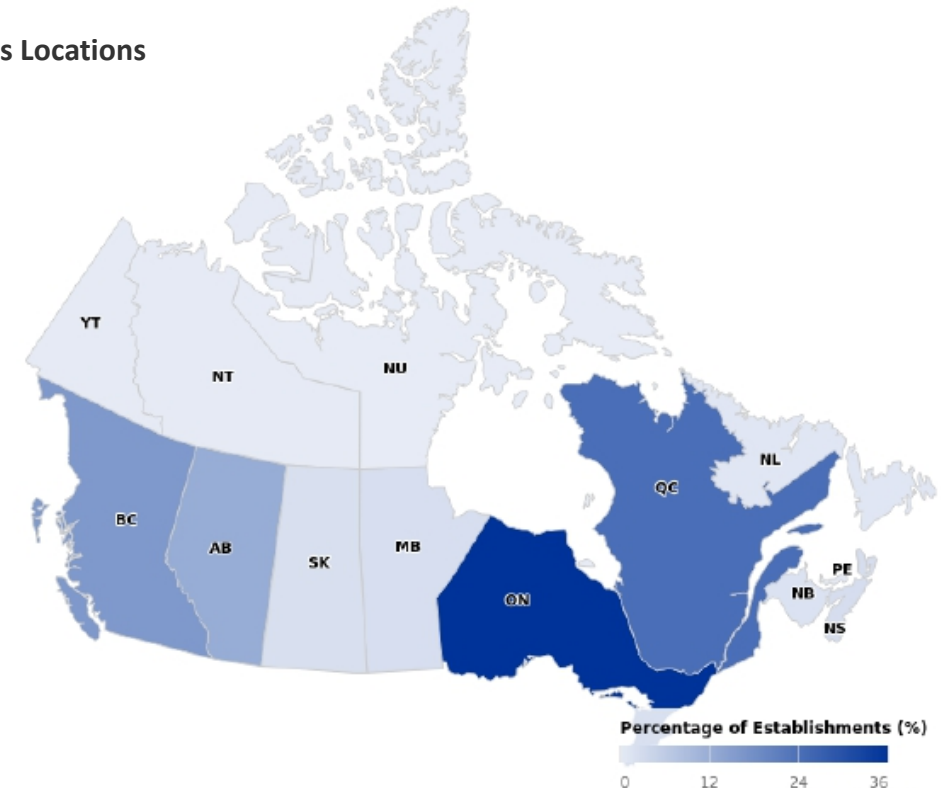 s Locations
YT
NT
NU
NL
QC
BC
AB
SK
MB
ON
PE
NB
NS
Percentage of Establishments (%)
0 12 24 36